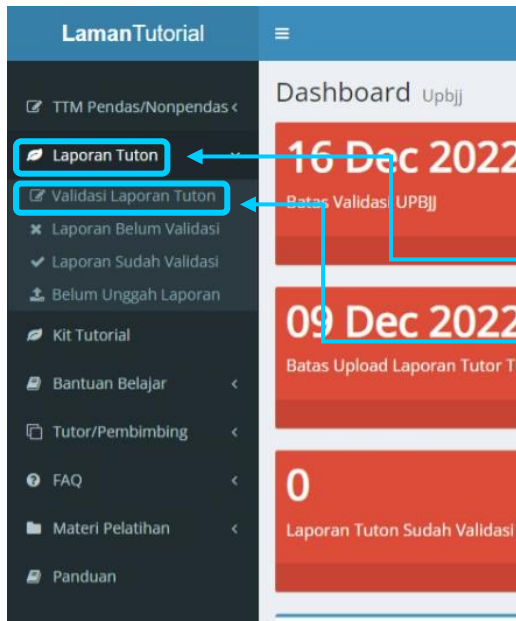 LamanTutorial
TTM Pendas/Nonpendas
Laporan Tuton
Validasi Laporan Tuton
Laporan Belum Validasi
Laporan Sudah Validasi
Belum Unggah Laporan
Kit Tutorial
Bantuan Belajar
Tutor/Pembimbing
FAQ
Materi Pelatihan
Panduan
Dashboard Upbjj
16 Dec 2022
Batas Validasi UPBJJ
09 Dec 2022
Batas Upload Laporan Tutor T
0
Laporan Tuton Sudah Validasi